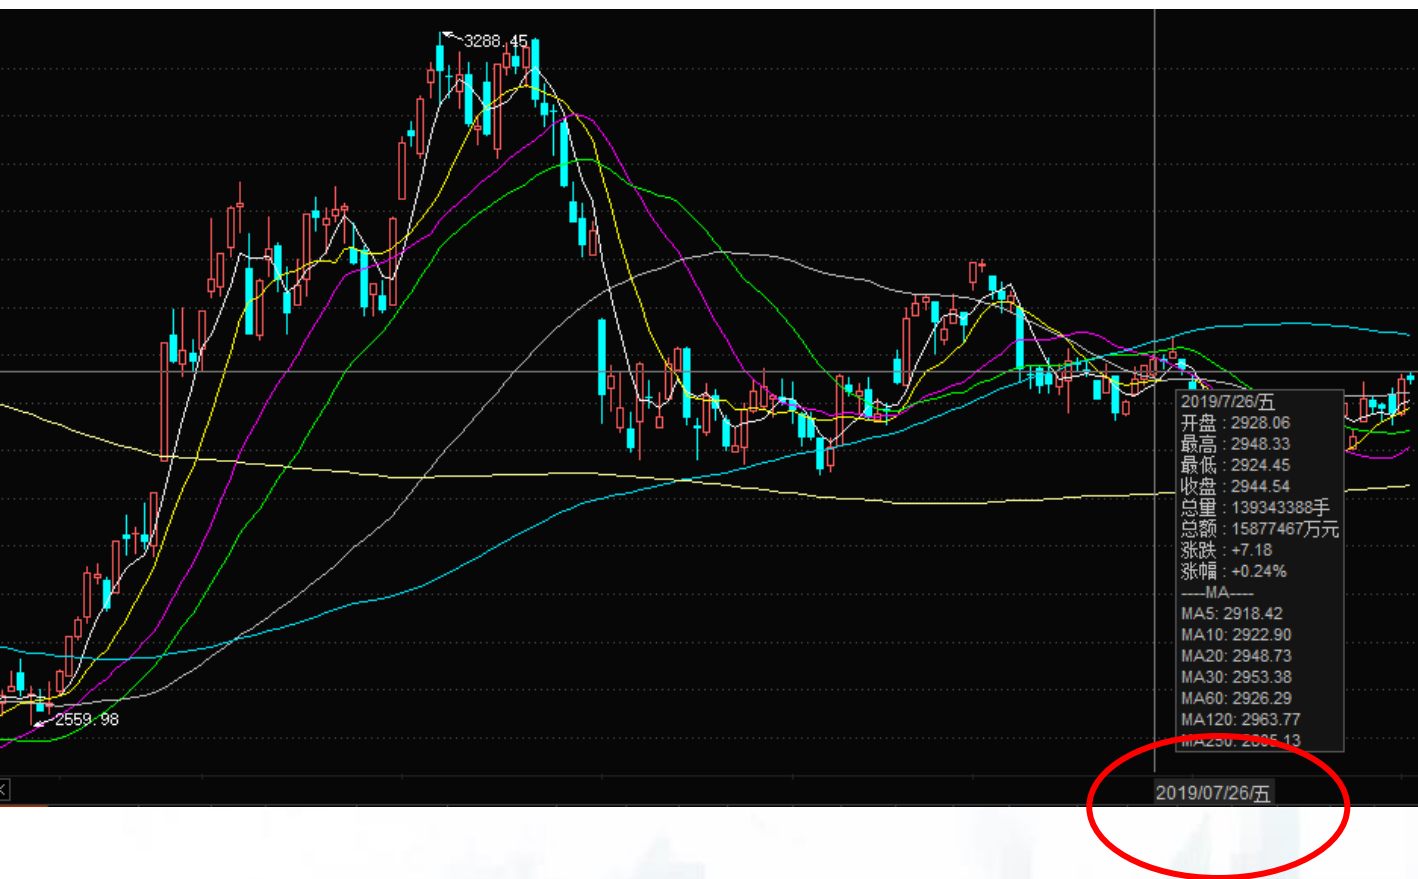 3288.45
2559.98
2019/7/26/五
开盘 : 2928.06
最高 : 2948.33
最低 : 2924.45
收盘 : 2944.54
总量 : 139343388手
总额 : 15877467万元
涨跌 : +7.18
涨幅 : +0.24%
----MA----
MA5: 2918.42
MA10: 2922.90
MA20: 2948.73
MA30: 2953.38
MA60: 2926.29
MA120: 2963.77
2019/07/26/五